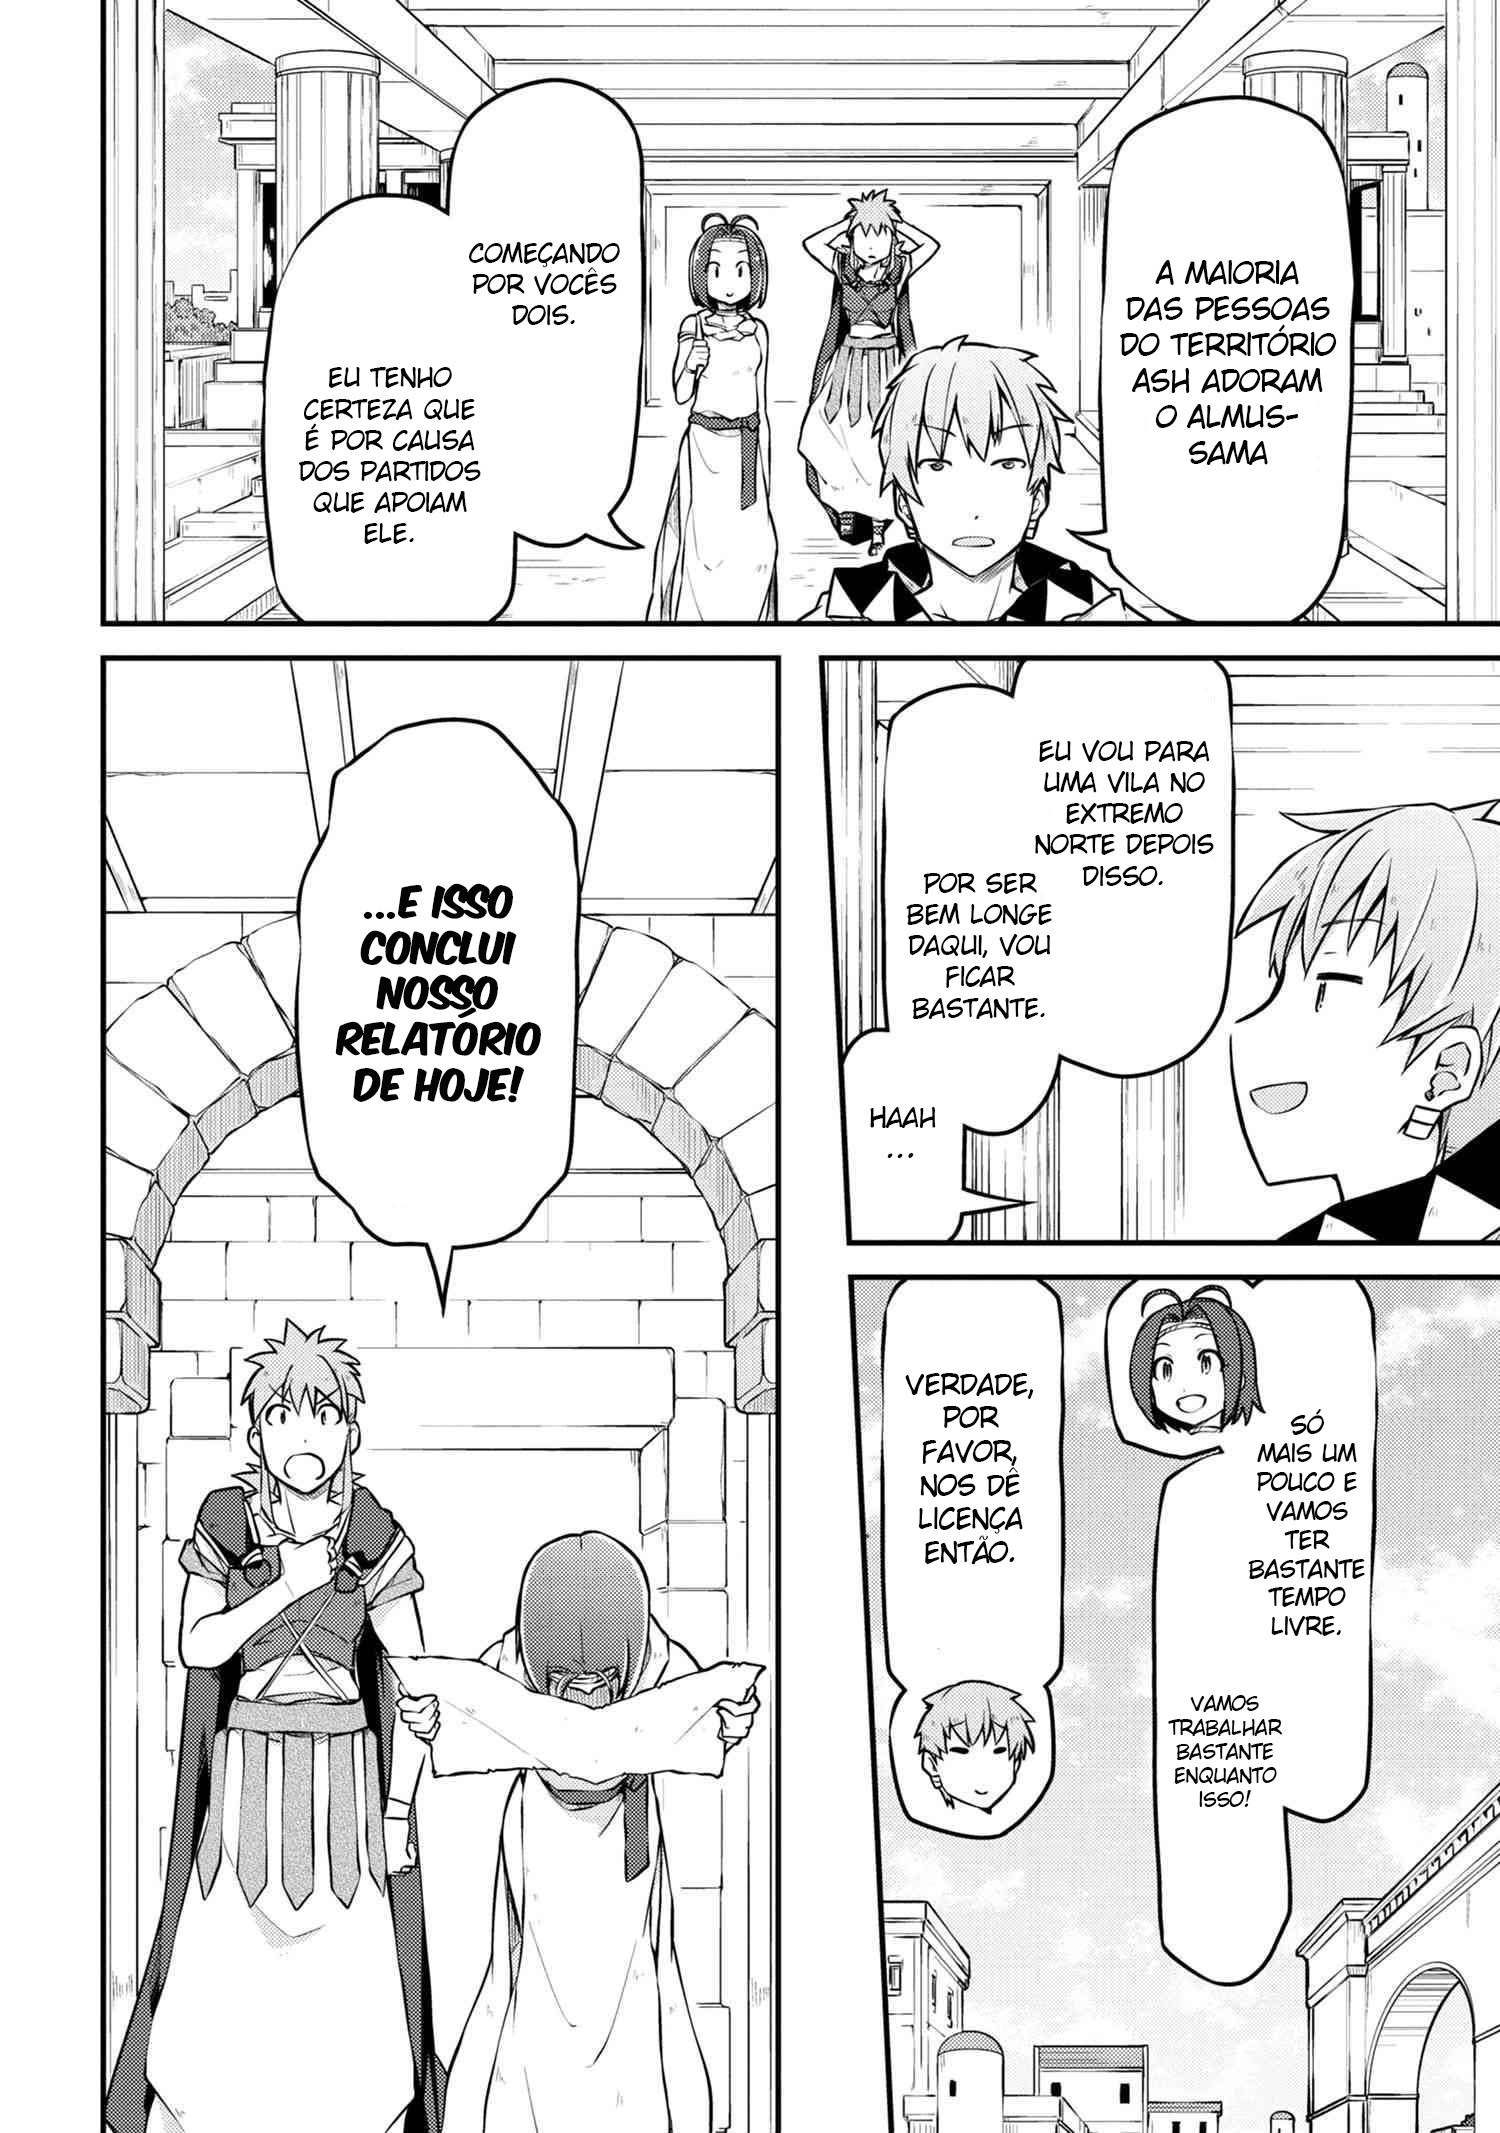 A MAIORIA
DAS PESSOAS
DO TERRITÓRIO
ASH ADORAM
O ALMUS-
SAMA
COMEÇANDO
POR VOCÊS
DOIS.
EU TENHO
CERTEZA QUE
É POR CAUSA
DOS PARTIDOS
QUE APOIAM
ELE.
EU VOU PARA
UMA VILA NO
EXTREMO
NORTE DEPOIS
DISSO.
POR SER
BEM LONGE
DAQUI, VOU
FICAR
BASTANTE.
HAAH
...
SÓ
MAIS UM
POUCO E
VAMOS
TER
BASTANTE
TEMPO
LIVRE.
VAMOS
TRABALHAR
BASTANTE
ENQUANTO
ISSO!
VERDADE,
POR
FAVOR,
NOS DÊ
LICENÇA
ENTÃO.
...E ISSO
CONCLUI
NOSSO
RELATÓRIO
DE HOJE!